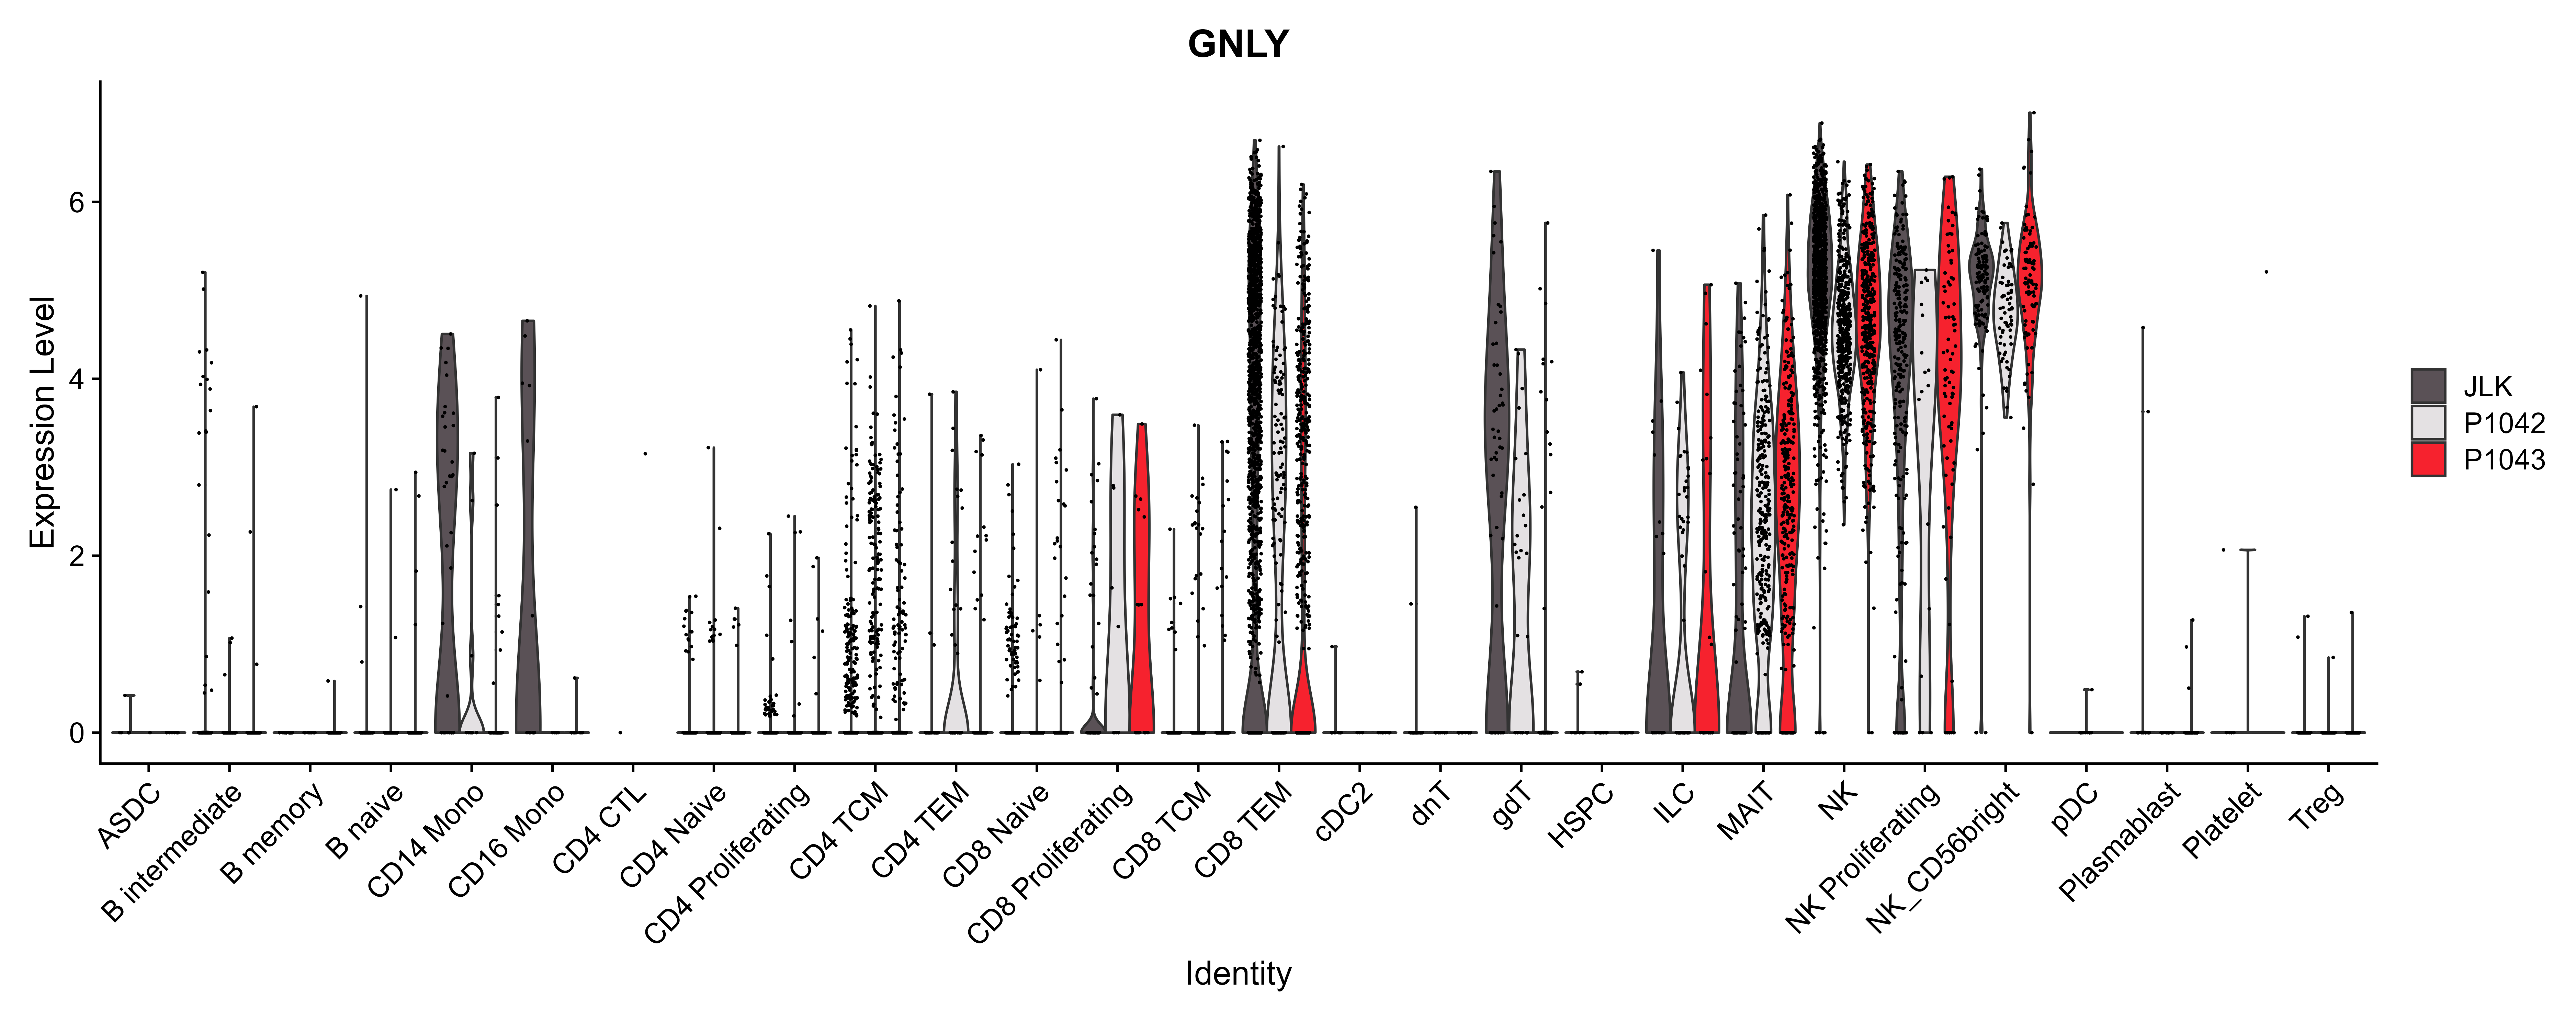 GNLY
Expression Level
6
4
2
0
ASDC
B intermediate
B memory
B naive
CD14 Mono
CD16 Mono
CD4 CTL
CD4 Naive
CD4 Proliferating
CD4 TCM
CD4 TEM
CD8 Naive
CD8 Proliferating
CD8 TCM
CD8 TEM
cDC2
dnT
gdT
HSPC
ILC
MAIT
NK
NK Proliferating
NK_CD56bright
pDC
Plasmablast
Platelet
Treg
Identity
JLK
P1042
P1043